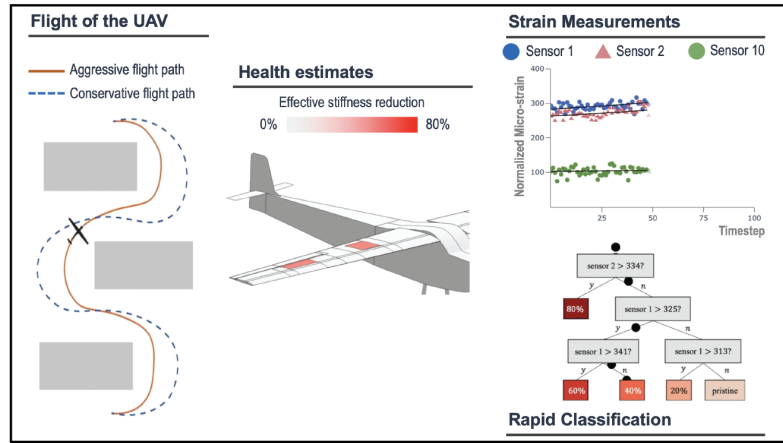 Flight of the UAV
Aggressive flight path
Conservative flight path
Health estimates
Effective stiffness reduction
0%
80%
Strain Measurements
Sensor 1
Sensor 2
Sensor 10
Normalized Micro-strain
400
300
200
100
25
50
75
100
Timestep
sensor 2 > 334?
y
n
80%
sensor 1 > 325?
y
n
sensor 1 > 341?
sensor 1 > 313?
y
n
y
n
60%
40%
20%
pristine
Rapid Classification